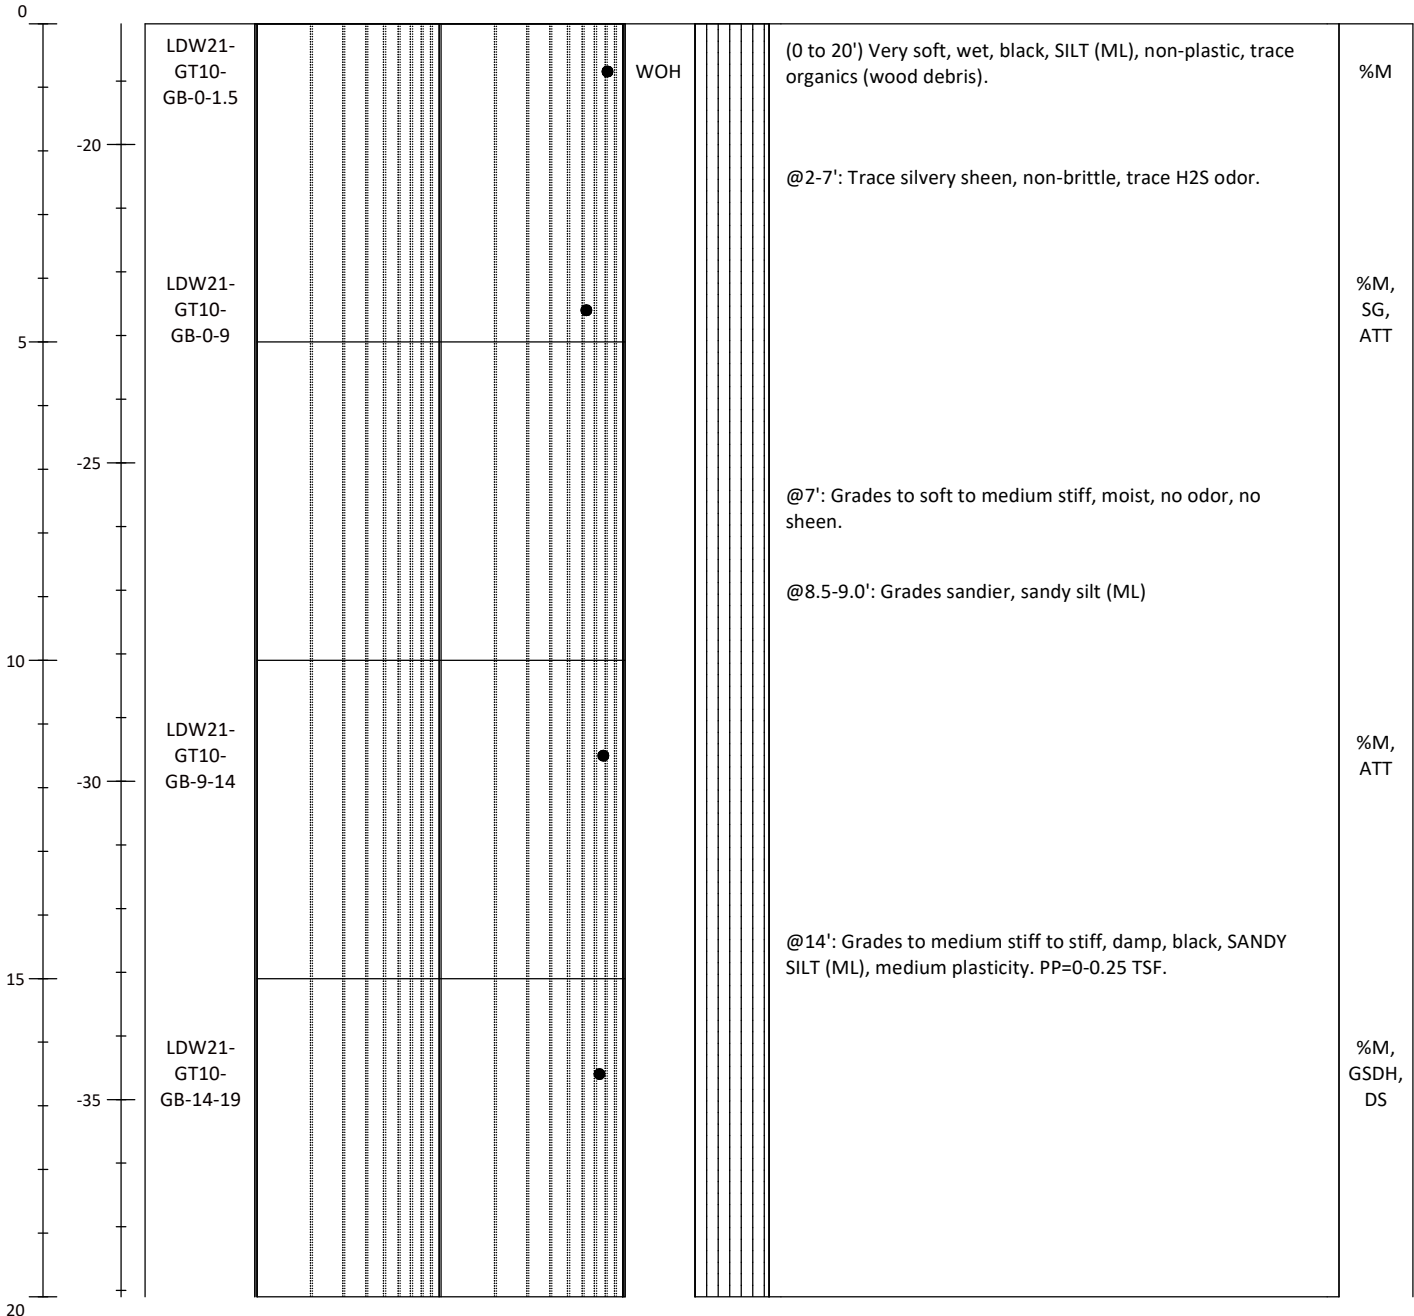 0
LDW21-
GT10-
GB-0-1.5
WOH
(0 to 20') Very soft, wet, black, SILT (ML), non-plastic, trace
organics (wood debris).
%M
-20
@2-7': Trace silvery sheen, non-brittle, trace H2S odor.
LDW21-
GT10-
GB-0-9
%M,
SG,
ATT
5
-25
@7': Grades to soft to medium stiff, moist, no odor, no
sheen.
@8.5-9.0': Grades sandier, sandy silt (ML)
10
LDW21-
GT10-
GB-9-14
%M,
ATT
-30
@14': Grades to medium stiff to stiff, damp, black, SANDY
SILT (ML), medium plasticity. PP=0-0.25 TSF.
15
LDW21-
GT10-
GB-14-19
%M,
GSDH,
DS
-35
20